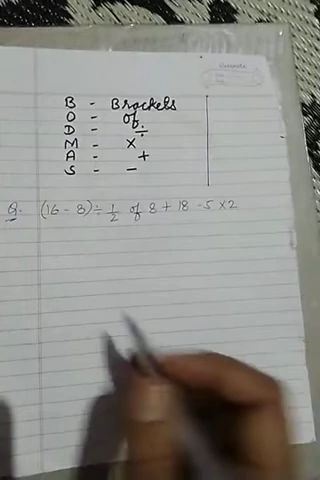 B - Brackets
O - Of
D - ÷
M - ×
A - +
S - −
Q. (16 - 8) ÷ 1/2 of 8 + 18 - 5 × 2